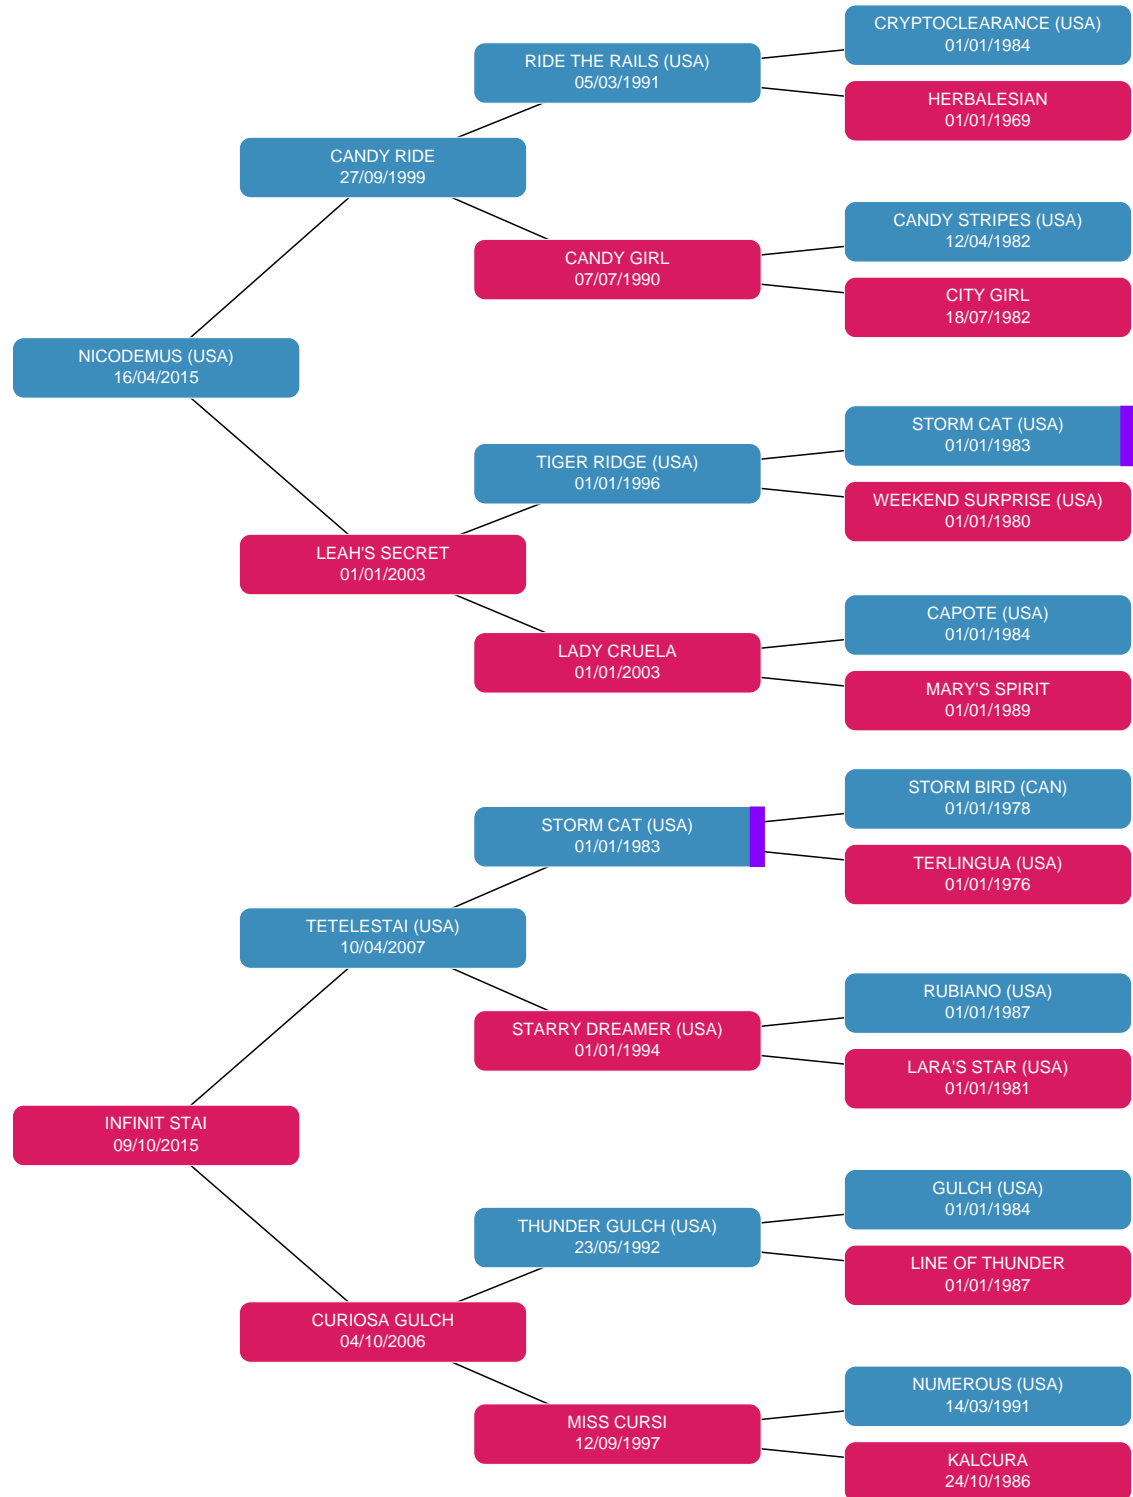 CRYPTOCLEARANCE (USA)
01/01/1984
RIDE THE RAILS (USA)
05/03/1991
HERBALESIAN
01/01/1969
CANDY RIDE
27/09/1999
CANDY STRIPES (USA)
12/04/1982
CANDY GIRL
07/07/1990
CITY GIRL
18/07/1982
NICODEMUS (USA)
16/04/2015
STORM CAT (USA)
01/01/1983
TIGER RIDGE (USA)
01/01/1996
WEEKEND SURPRISE (USA)
01/01/1980
LEAH'S SECRET
01/01/2003
CAPOTE (USA)
01/01/1984
LADY CRUELA
01/01/2003
MARY'S SPIRIT
01/01/1989
STORM BIRD (CAN)
01/01/1978
STORM CAT (USA)
01/01/1983
TERLINGUA (USA)
01/01/1976
TETELESTAI (USA)
10/04/2007
RUBIANO (USA)
01/01/1987
STARRY DREAMER (USA)
01/01/1994
LARA'S STAR (USA)
01/01/1981
INFINIT STAI
09/10/2015
GULCH (USA)
01/01/1984
THUNDER GULCH (USA)
23/05/1992
LINE OF THUNDER
01/01/1987
CURIOSA GULCH
04/10/2006
NUMEROUS (USA)
14/03/1991
MISS CURSI
12/09/1997
KALCURA
24/10/1986